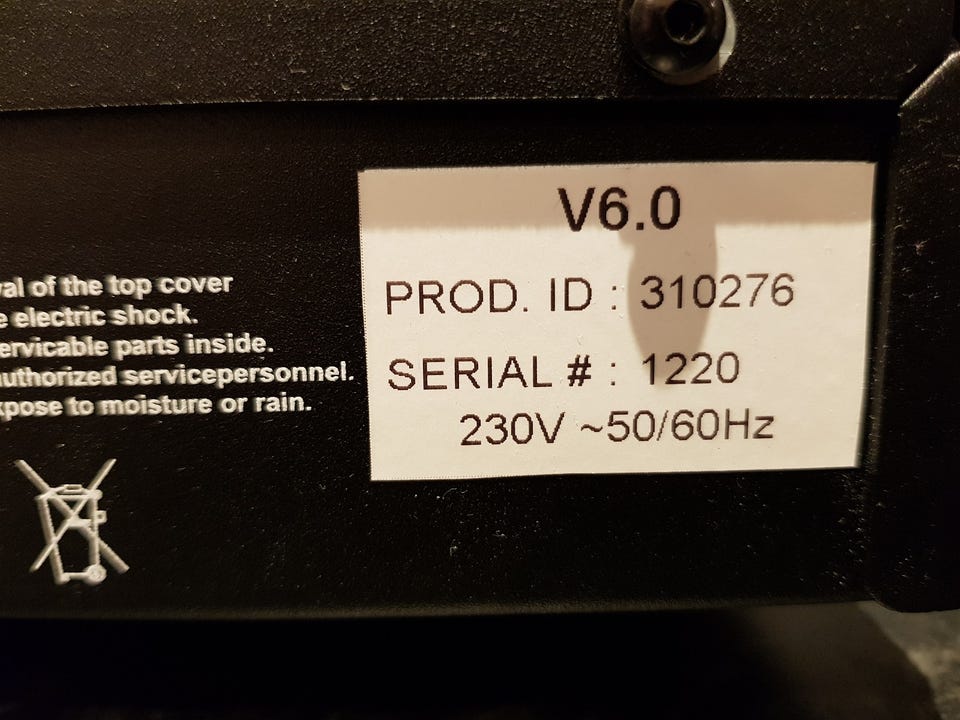 val of the top cover
e electric shock.
ervicable parts inside.
uthorized servicepersonnel.
xpose to moisture or rain.
V6.0
PROD. ID : 310276
SERIAL # : 1220
230V ~50/60Hz